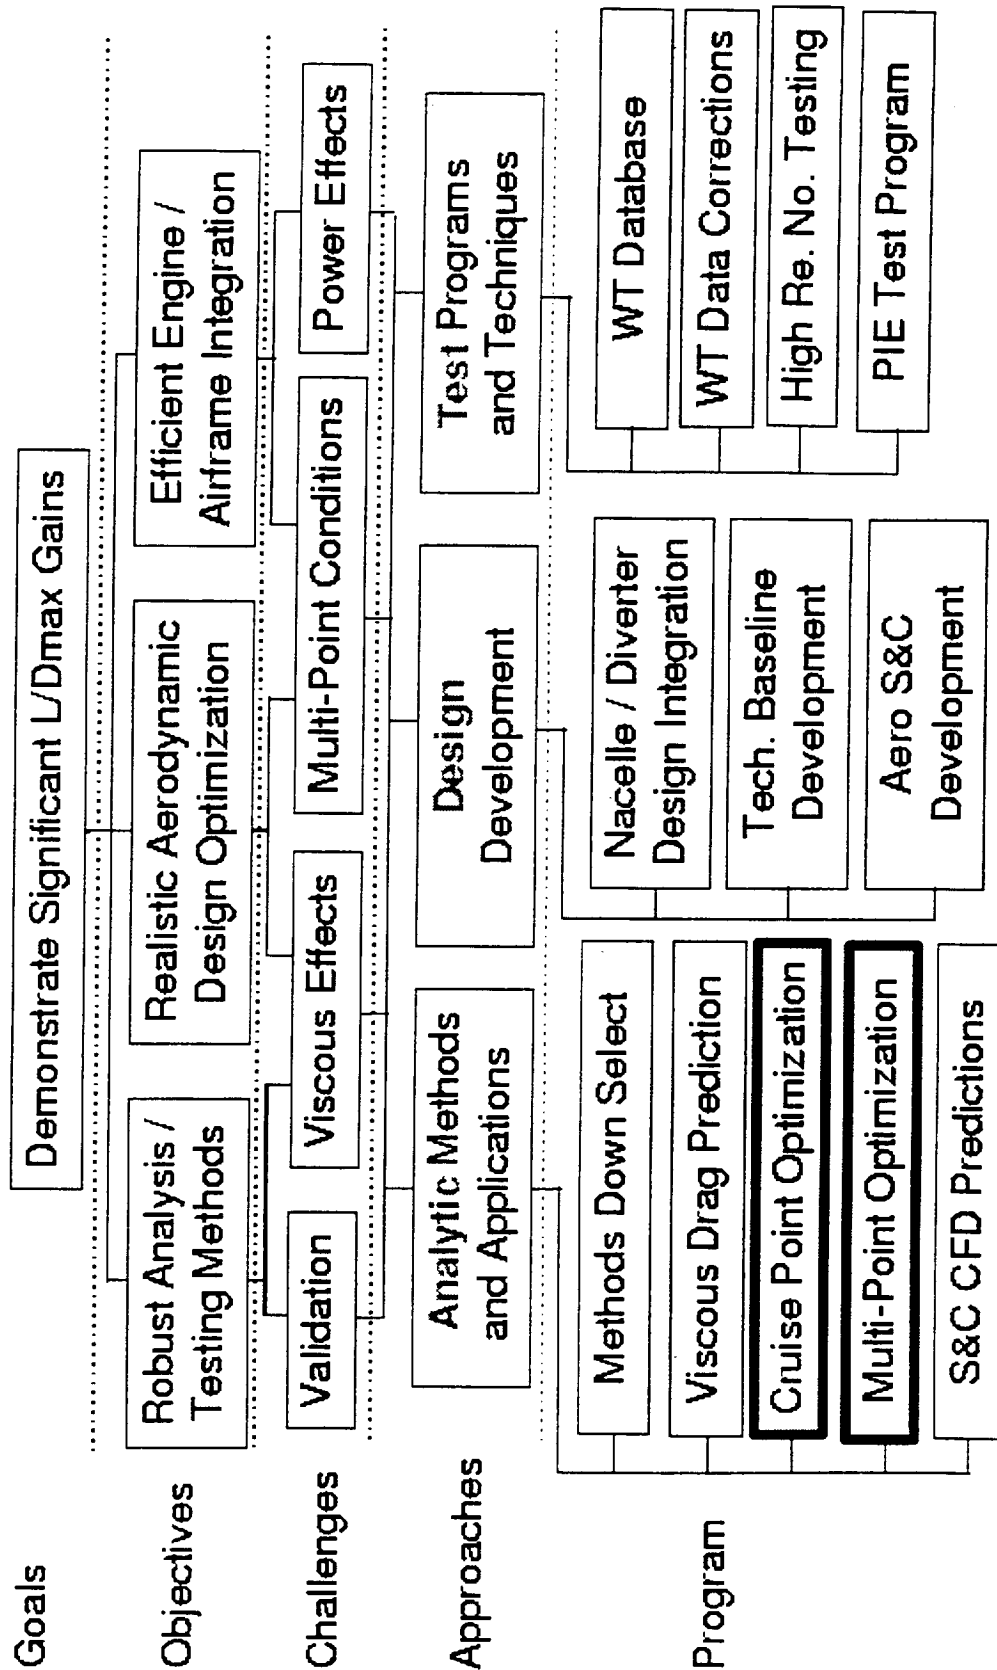 Goals
Demonstrate Significant L/Dmax Gains
Objectives
Robust Analysis /
Testing Methods
Realistic Aerodynamic
Design Optimization
Efficient Engine /
Airframe Integration
Challenges
Validation
Viscous Effects
Multi-Point Conditions
Power Effects
Approaches
Analytic Methods
and Applications
Design
Development
Test Programs
and Techniques
Program
Methods Down Select
Viscous Drag Prediction
Cruise Point Optimization
Multi-Point Optimization
S&C CFD Predictions
Nacelle / Diverter
Design Integration
Tech. Baseline
Development
Aero S&C
Development
WT Database
WT Data Corrections
High Re. No. Testing
PIE Test Program